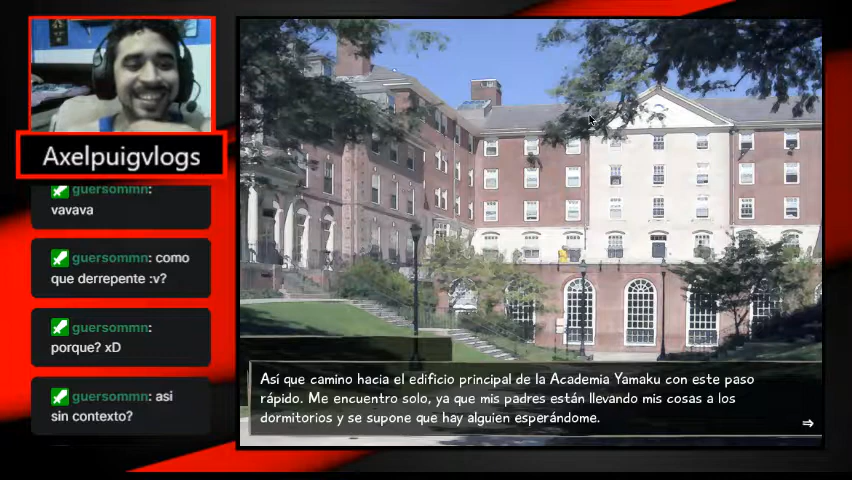 Axelpuigvlogs
guersommn:
vavava
guersommn: como
que derrepente :v?
guersommn:
porque? xD
guersommn: asi
sin contexto?
Así que camino hacia el edificio principal de la Academia Yamaku con este paso
rápido. Me encuentro solo, ya que mis padres están llevando mis cosas a los
dormitorios y se supone que hay alguien esperándome.